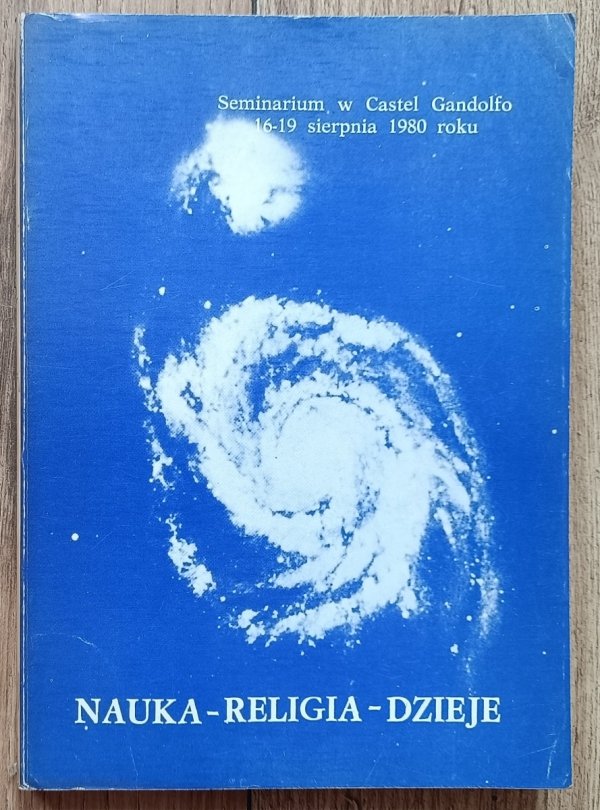 Seminarium w Castel Gandolfo
16-19 sierpnia 1980 roku
NAUKA - RELIGIA - DZIEJE